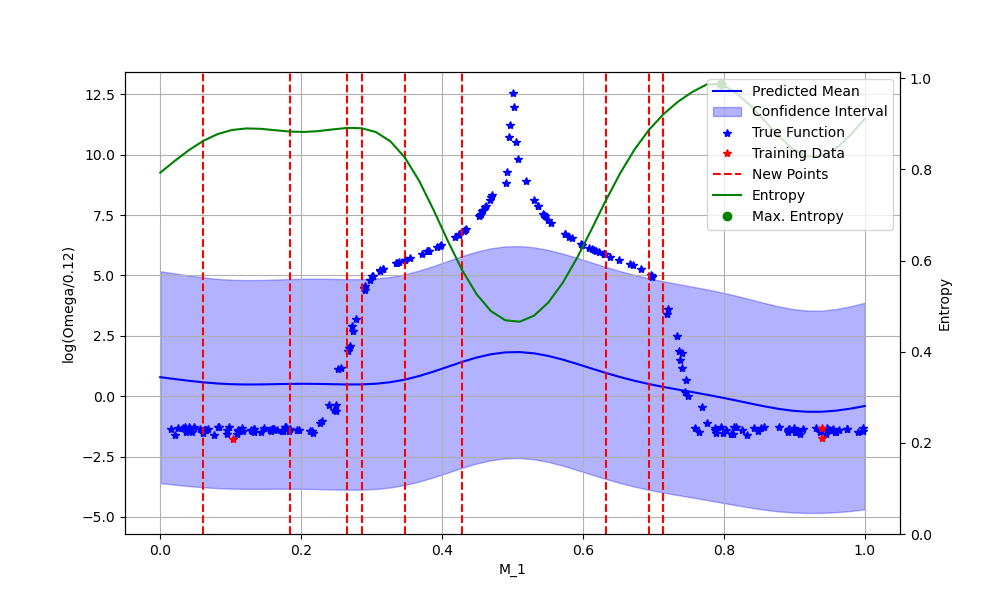 12.5
10.0
7.5
5.0
2.5
0.0
−2.5
−5.0
log(Omega/0.12)
0.0
0.2
0.4
0.6
0.8
1.0
M_1
1.0
0.8
0.6
0.4
0.2
0.0
Entropy
Predicted Mean
Confidence Interval
True Function
Training Data
New Points
Entropy
Max. Entropy